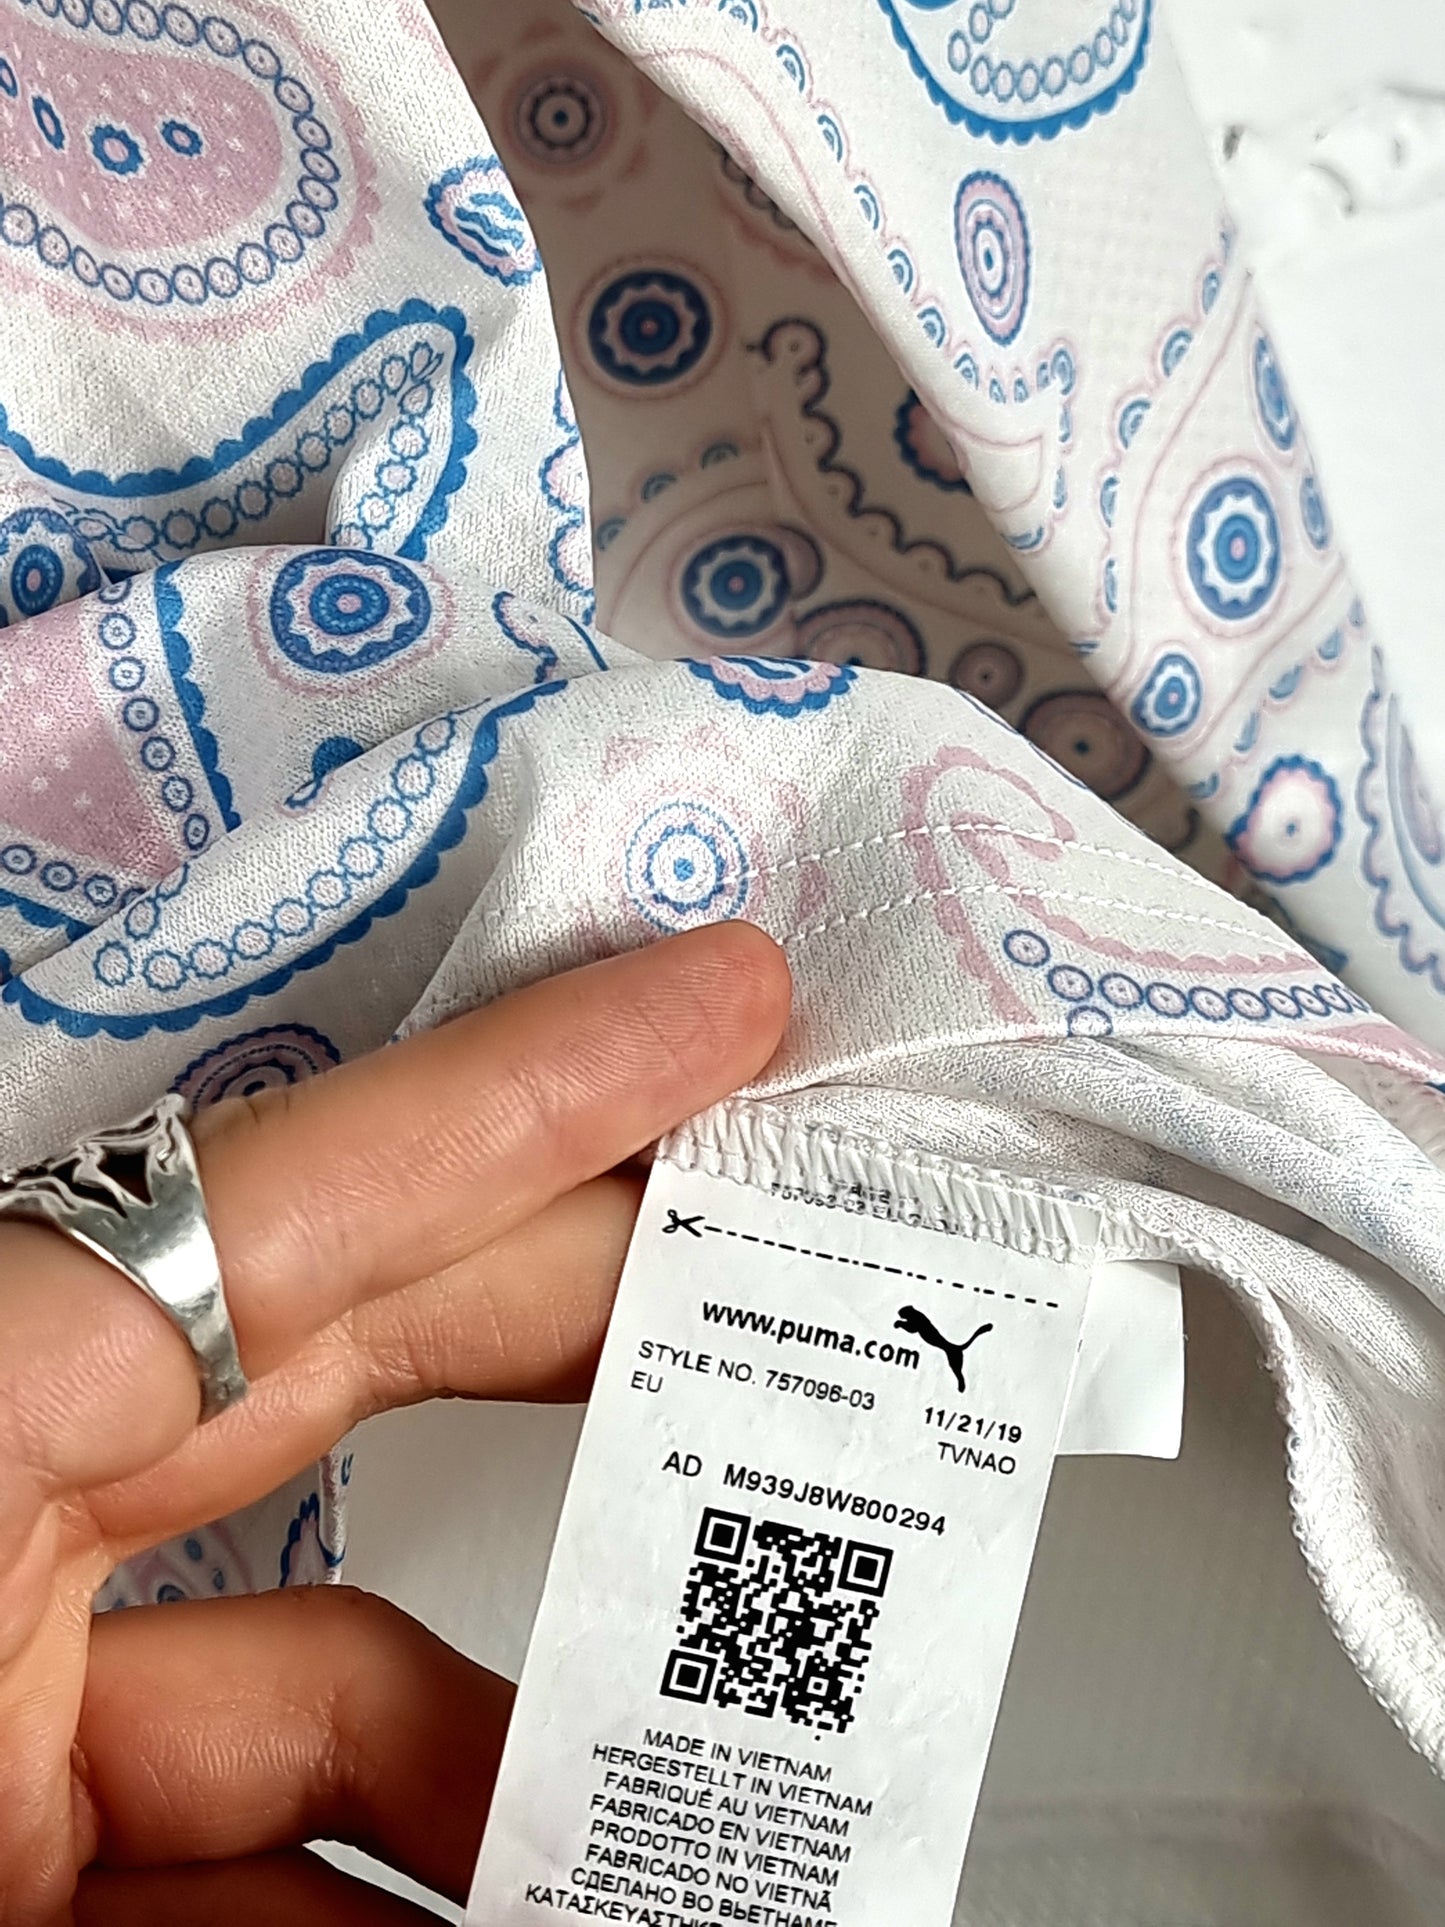 www.puma.com
STYLE NO. 757096-03
EU
11/21/19
TVNAO
AD M939J8W800294
MADE IN VIETNAM
HERGESTELLT IN VIETNAM
FABRIQUÉ AU VIETNAM
FABRICADO EN VIETNAM
PRODOTTO IN VIETNAM
FABRICADO NO VIETNÃ
СДЕЛАНО ВО ВЬЕТНАМЕ